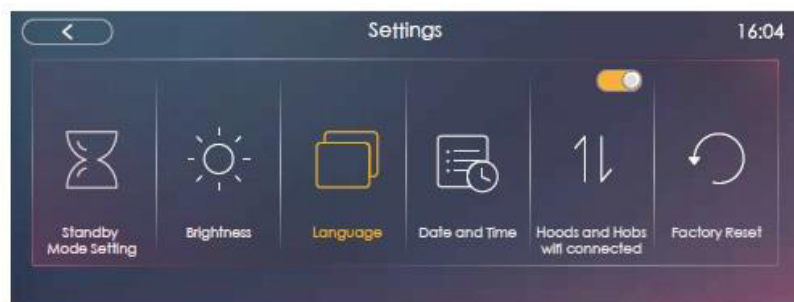 Settings
16:04
Standby
Mode Setting
Brightness
Language
Date and Time
Hoods and Hobs
wifi connected
Factory Reset